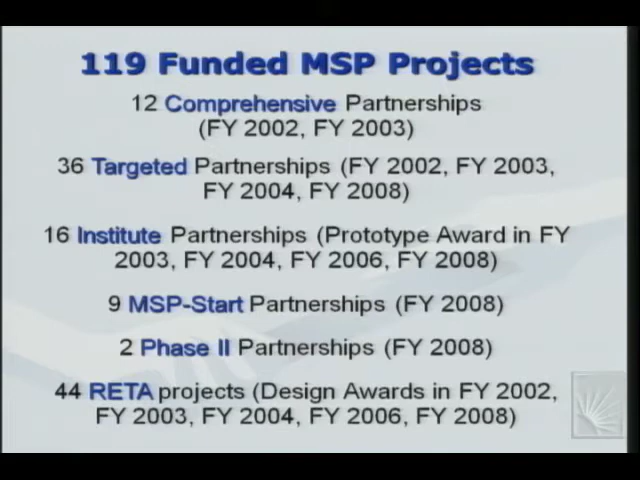 119 Funded MSP Projects
12 Comprehensive Partnerships
(FY 2002, FY 2003)
36 Targeted Partnerships (FY 2002, FY 2003,
FY 2004, FY 2008)
16 Institute Partnerships (Prototype Award in FY
2003, FY 2004, FY 2006, FY 2008)
9 MSP-Start Partnerships (FY 2008)
2 Phase II Partnerships (FY 2008)
44 RETA projects (Design Awards in FY 2002,
FY 2003, FY 2004, FY 2006, FY 2008)